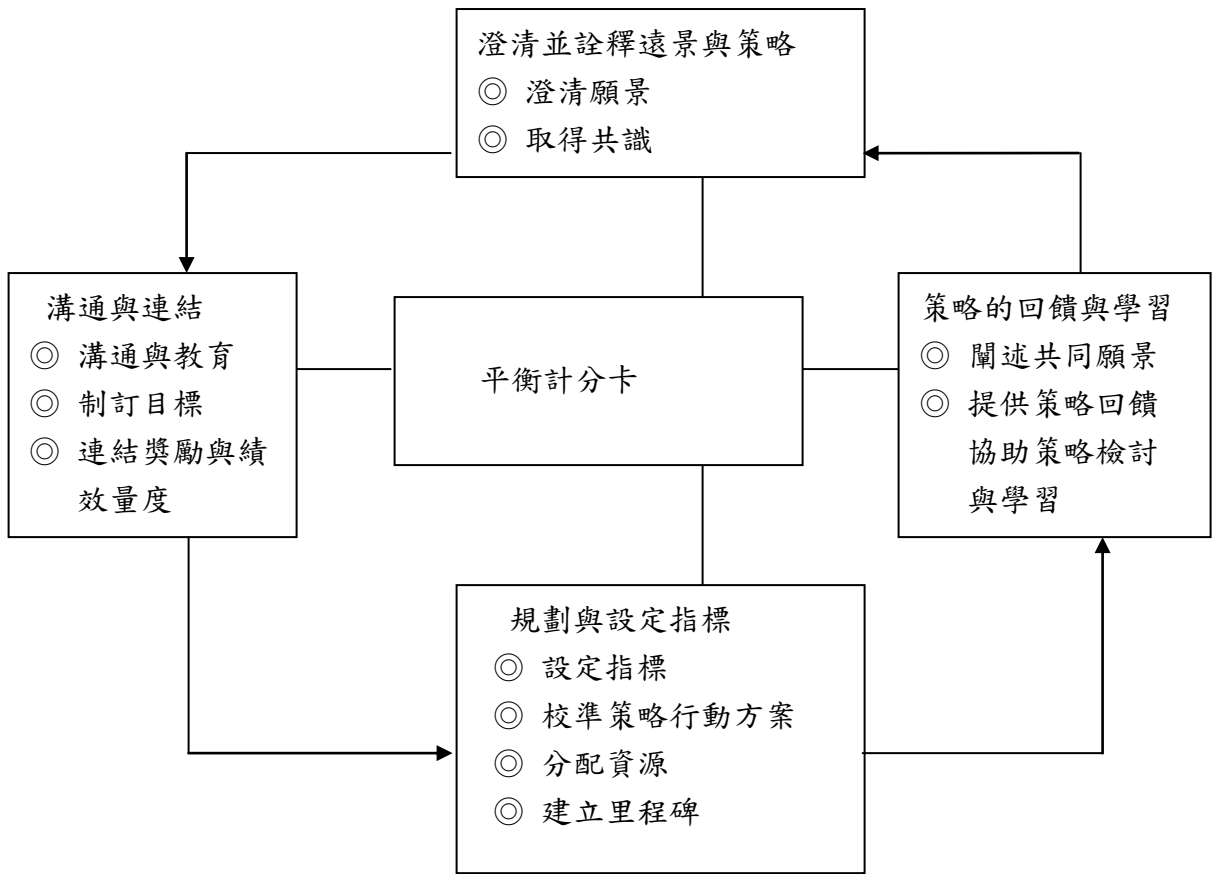 澄清並詮釋遠景與策略
◎ 澄清願景
◎ 取得共識
溝通與連結
◎ 溝通與教育
◎ 制訂目標
◎ 連結獎勵與績
效量度
平衡計分卡
策略的回饋與學習
◎ 闡述共同願景
◎ 提供策略回饋
協助策略檢討
與學習
規劃與設定指標
◎ 設定指標
◎ 校準策略行動方案
◎ 分配資源
◎ 建立里程碑